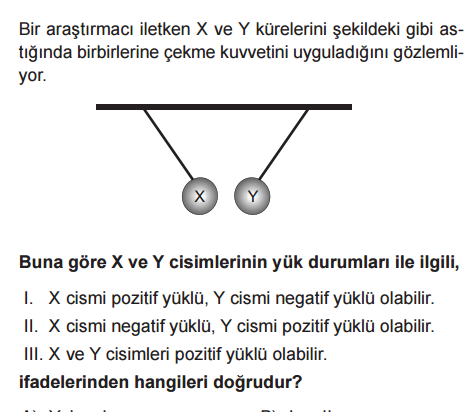 Bir araştırmacı iletken X ve Y kürelerini şekildeki gibi as-
tığında birbirlerine çekme kuvvetini uyguladığını gözlemli-
yor.
X Y
Buna göre X ve Y cisimlerinin yük durumları ile ilgili,
I. X cismi pozitif yüklü, Y cismi negatif yüklü olabilir.
II. X cismi negatif yüklü, Y cismi pozitif yüklü olabilir.
III. X ve Y cisimleri pozitif yüklü olabilir.
ifadelerinden hangileri doğrudur?